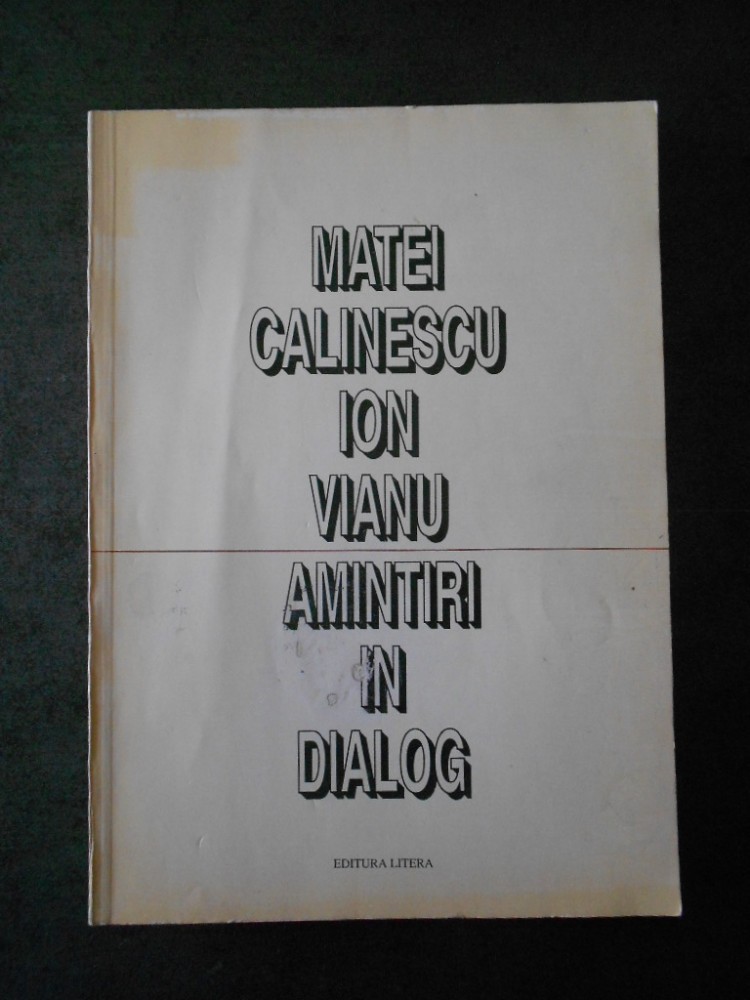 MATEI
CALINESCU
ION
VIANU
AMINTIRI
IN
DIALOG
EDITURA LITERA